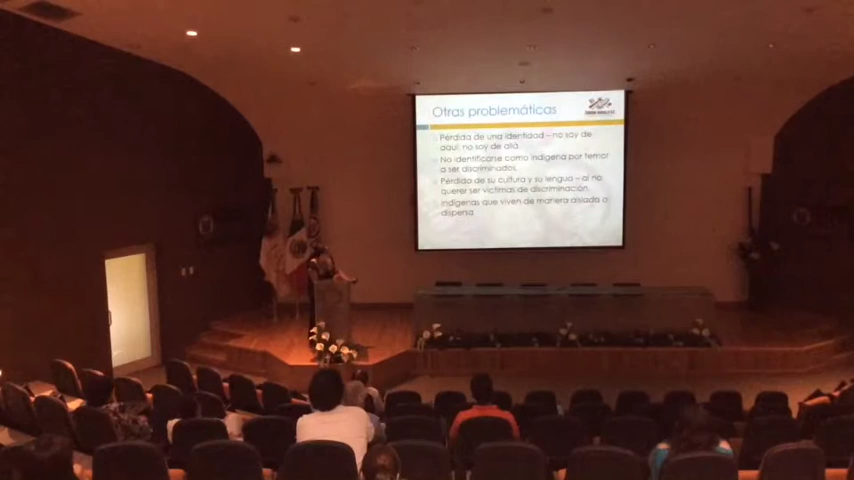 Otras problemáticas
Pérdida de una identidad – no soy de
aquí, no soy de allá.
No identificarse como indígena por temor
a ser discriminados.
Pérdida de su cultura y su lengua – al no
querer ser víctimas de discriminación.
Indígenas que viven de manera aislada o
dispersa